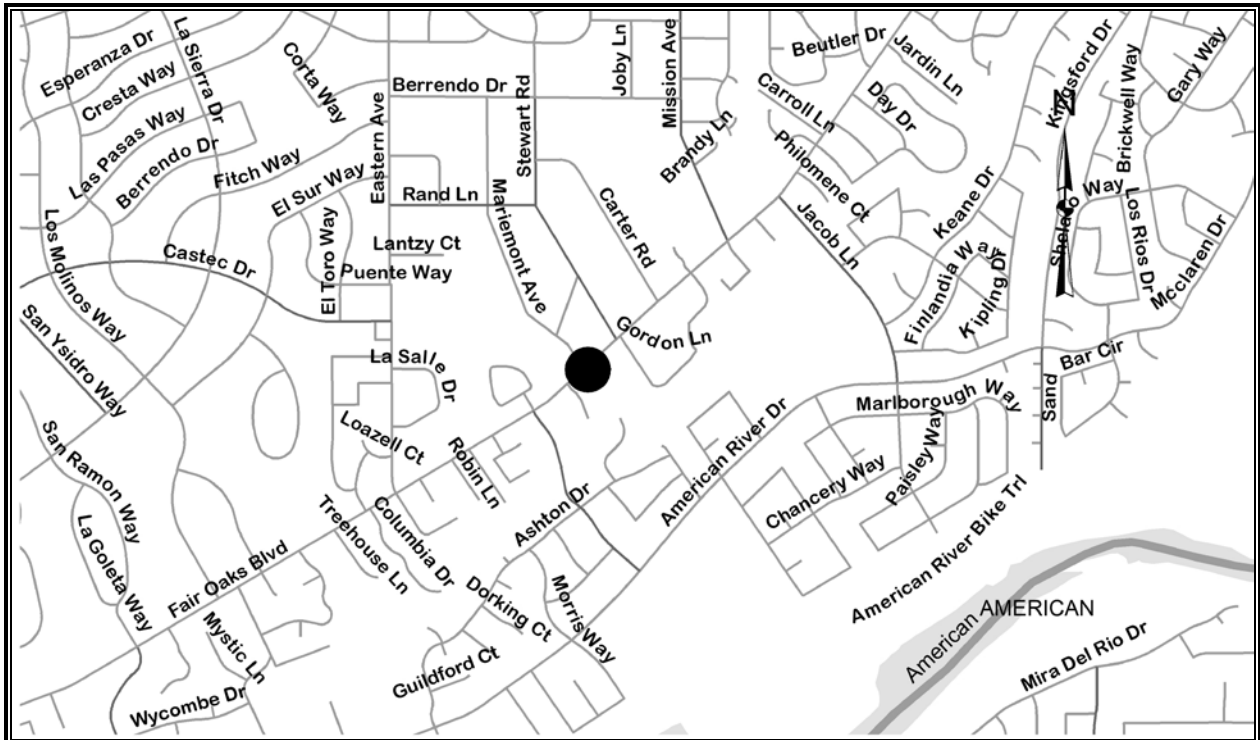 Esperanza Dr
La Sierra Dr
Cresta Way
Corta Way
Las Pasas Way
Berrendo Dr
Fitch Way
El Sur Way
Eastern Ave
Berrendo Dr
Stewart Rd
Joby Ln
Mission Ave
Beutler Dr
Jardin Ln
Carroll Ln
Day Dr
Kingsford Dr
Brickwell Way
Gary Way
N
Brandy Ln
Philomene Ct
Rand Ln
Mariemont Ave
Carter Rd
Jacob Ln
Keane Dr
Way
Los Rios Dr
Mcclaren Dr
Los Molinos Way
Castec Dr
El Toro Way
Lantzy Ct
Puente Way
Finlandia Way
Kipling Dr
San Ysidro Way
La Salle Dr
Gordon Ln
Bar Cir
Sand
Marlborough Way
San Ramon Way
Loazell Ct
Robin Ln
American River Dr
Chancery Way
Paisley Way
La Goleta Way
Treehouse Ln
Columbia Dr
Ashton Dr
American River Bike Trl
Fair Oaks Blvd
Mystic Ln
Dorking Ct
Morris Way
Guildford Ct
Wycombe Dr
American
AMERICAN
Mira Del Rio Dr